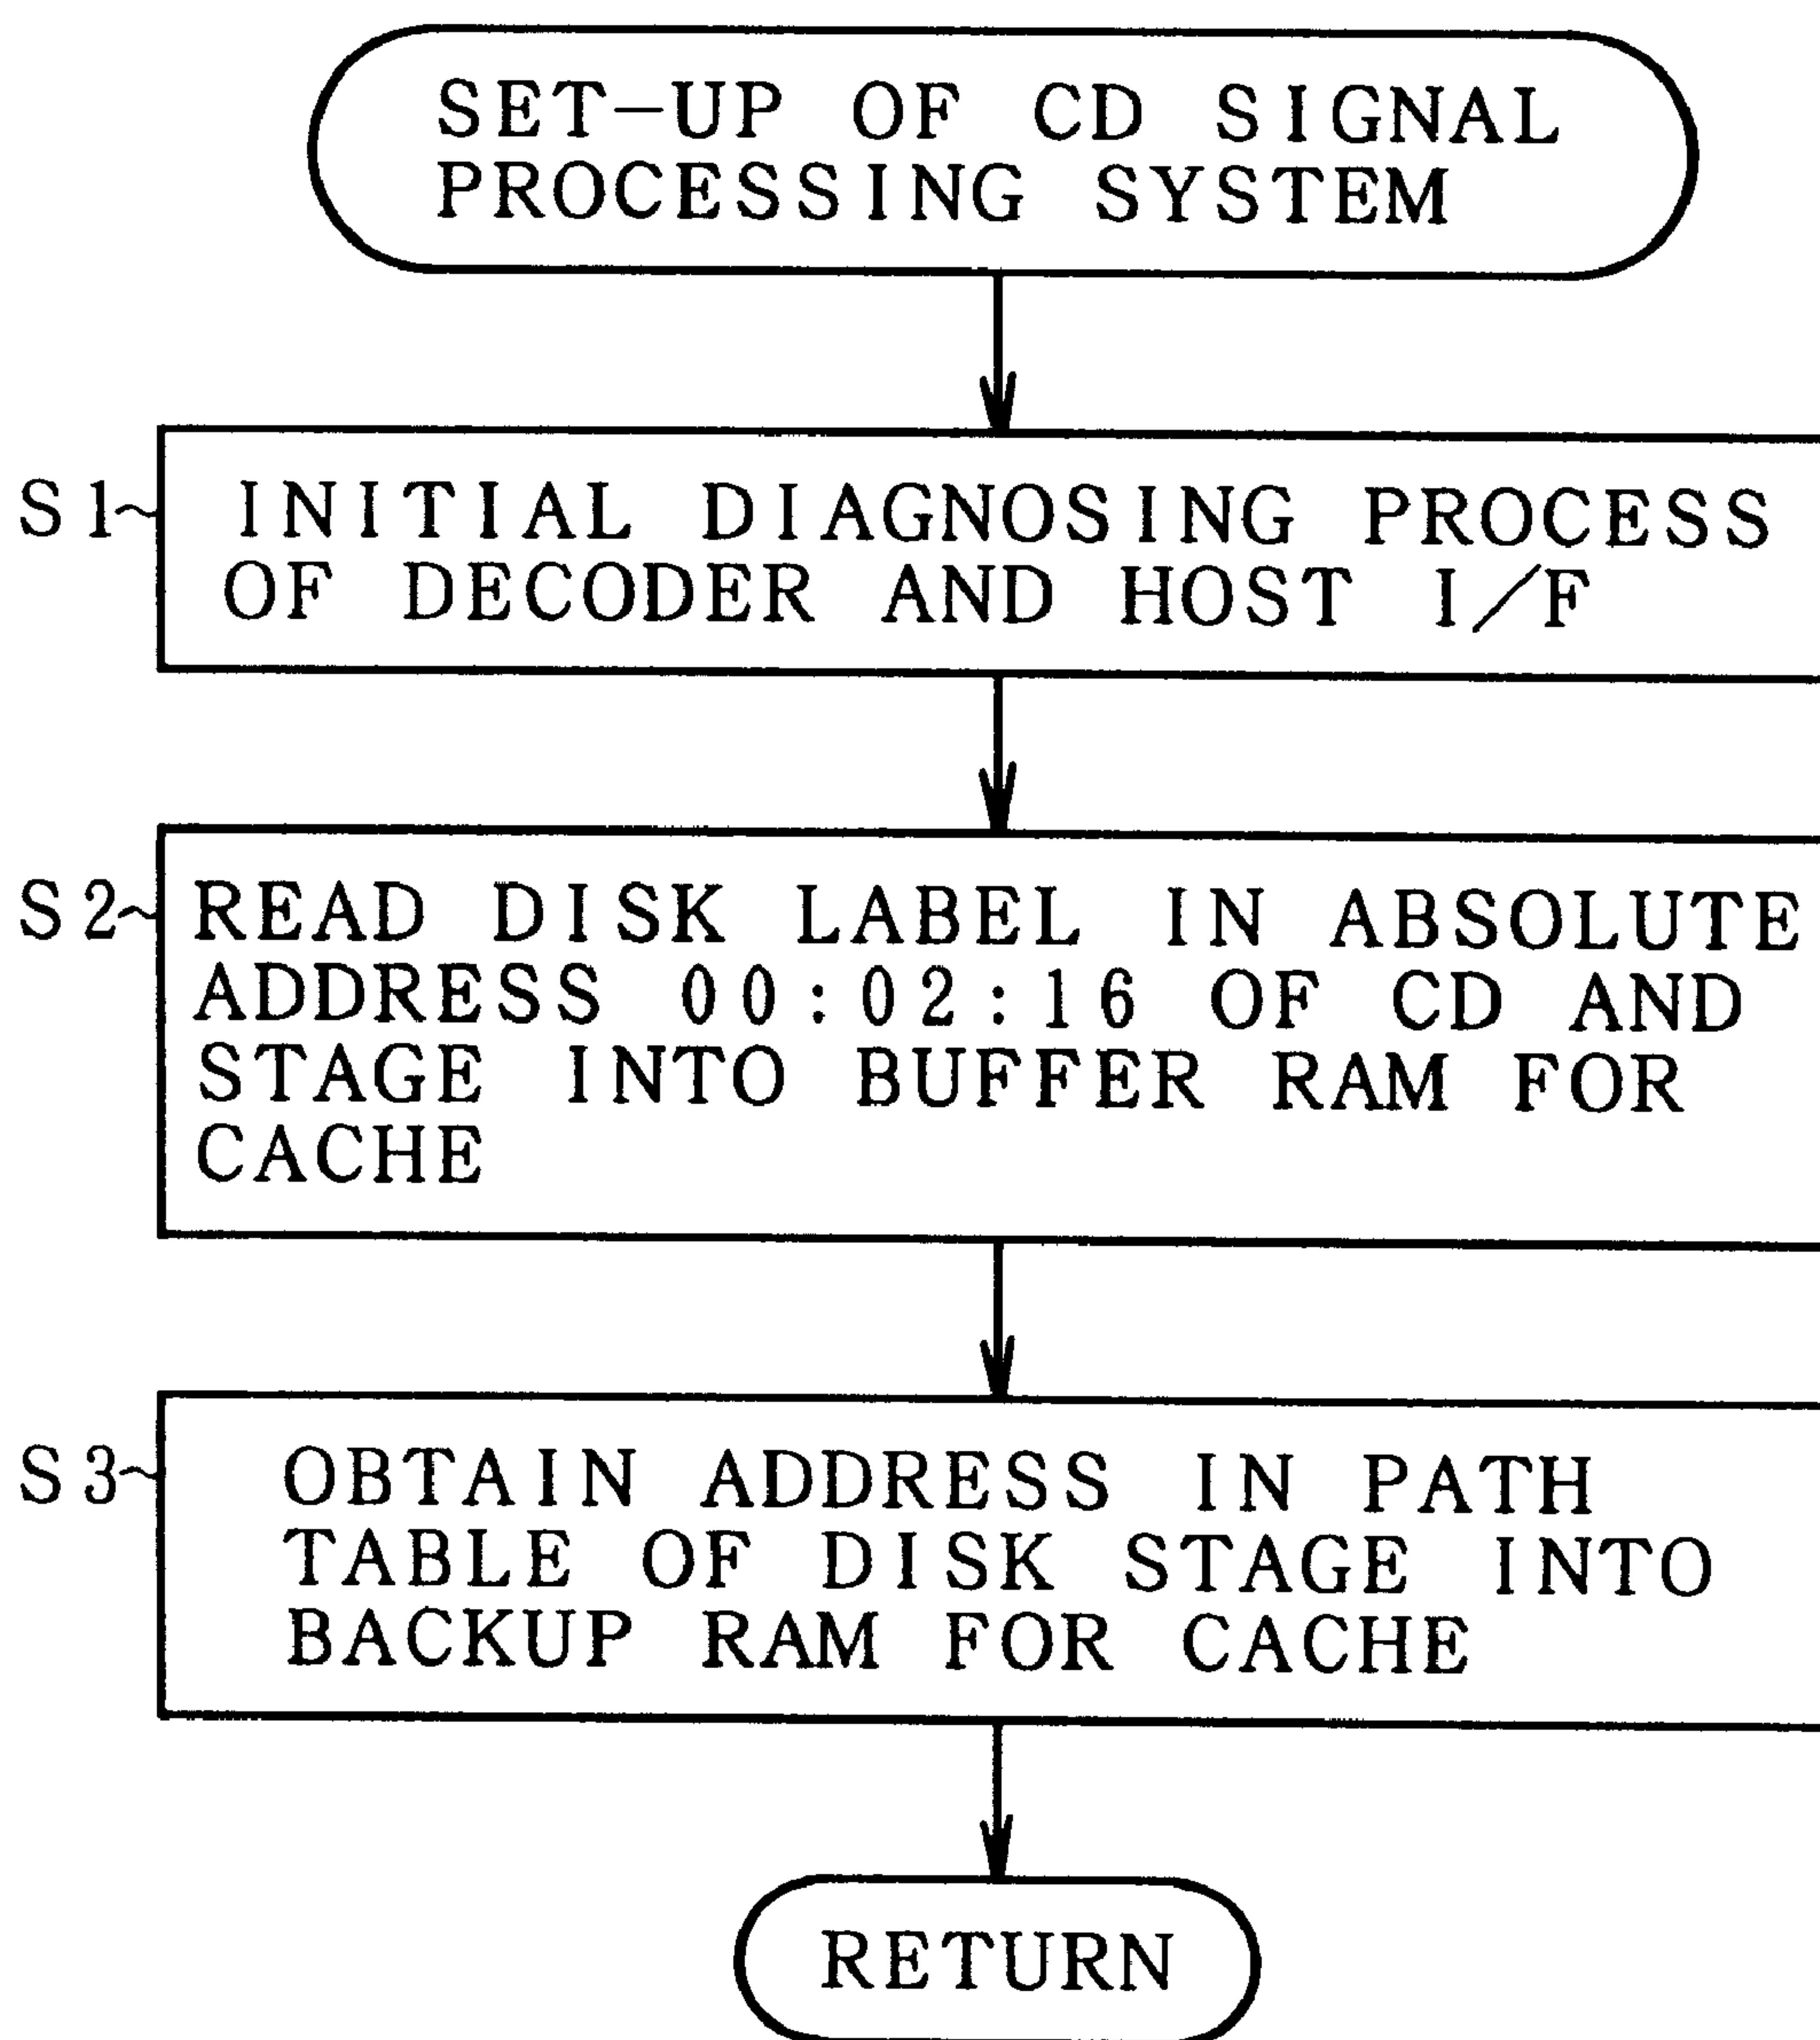 SET-UP OF CD SIGNAL
PROCESSING SYSTEM
S1
INITIAL DIAGNOSING PROCESS
OF DECODER AND HOST I/F
S2
READ DISK LABEL IN ABSOLUTE
ADDRESS 00:02:16 OF CD AND
STAGE INTO BUFFER RAM FOR
CACHE
S3
OBTAIN ADDRESS IN PATH
TABLE OF DISK STAGE INTO
BACKUP RAM FOR CACHE
RETURN